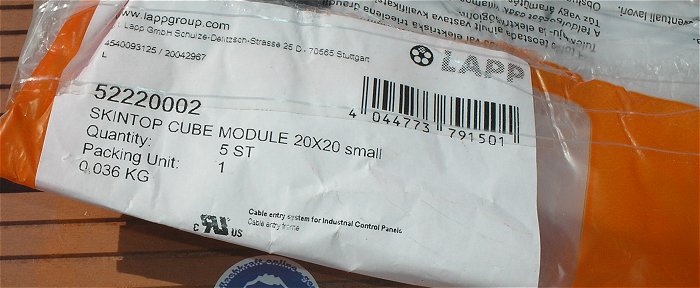 www.lappgroup.com
Lapp GmbH Schulze-Delitzsch-Strasse 25 D - 70565 Stuttgart
4540093125 / 20042967
L
LAPP
52220002
SKINTOP CUBE MODULE 20X20 small
Quantity: 5 ST
Packing Unit: 1
0,036 KG
4 044773 791501
Cable entry system for Industrial Control Panels
Cable entry frame
c RU US